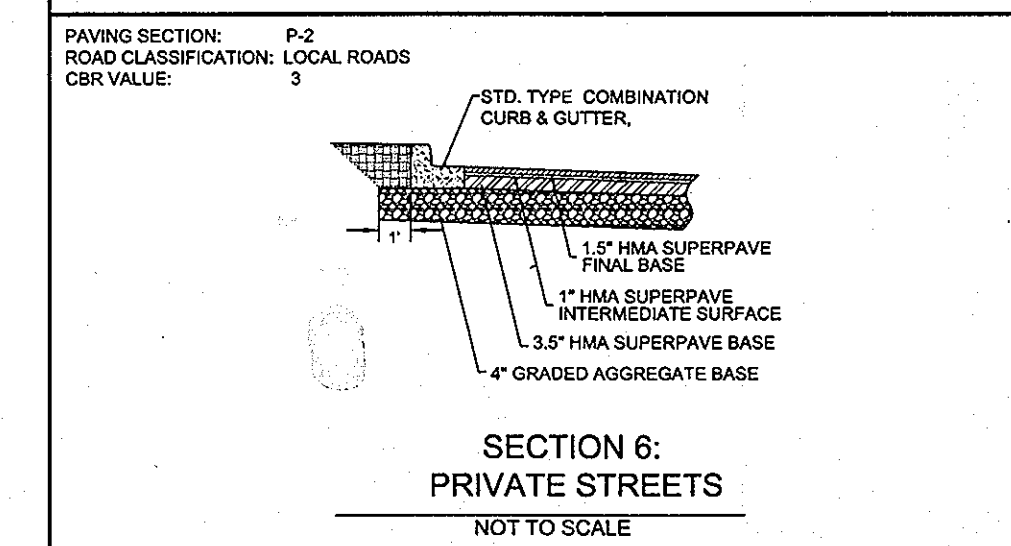 PAVING SECTION: P-2
ROAD CLASSIFICATION: LOCAL ROADS
CBR VALUE: 3
STD. TYPE COMBINATION
CURB & GUTTER,
1'
1.5" HMA SUPERPAVE
FINAL BASE
1" HMA SUPERPAVE
INTERMEDIATE SURFACE
3.5" HMA SUPERPAVE BASE
4" GRADED AGGREGATE BASE
SECTION 6:
PRIVATE STREETS
NOT TO SCALE